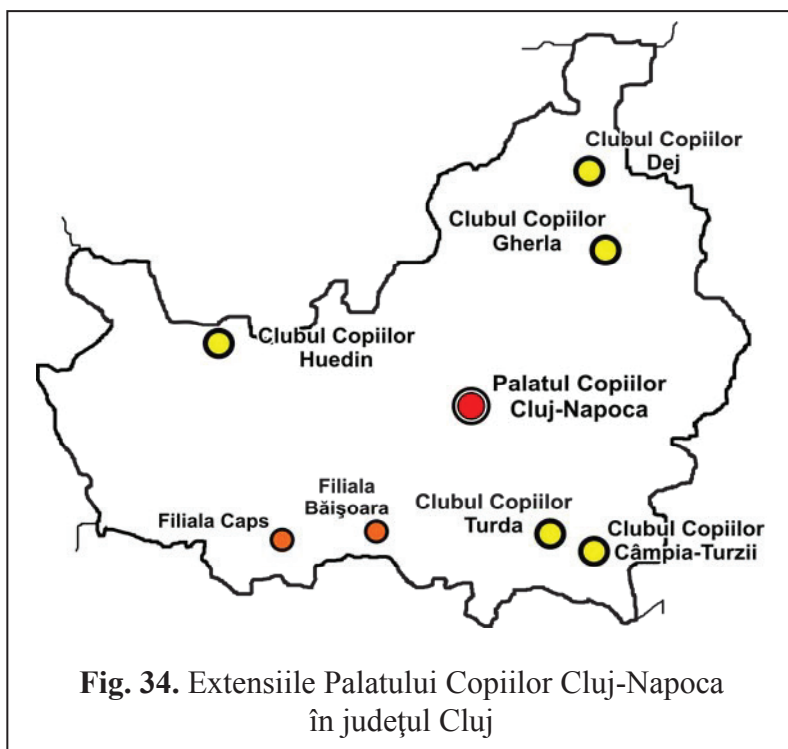 Clubul Copiilor
Dej
Clubul Copiilor
Gherla
Clubul Copiilor
Huedin
Palatul Copiilor
Cluj-Napoca
Filiala
Băişoara
Filiala Caps
Clubul Copiilor
Turda
Clubul Copiilor
Câmpia-Turzii
Fig. 34. Extensiile Palatului Copiilor Cluj-Napoca
în judeţul Cluj